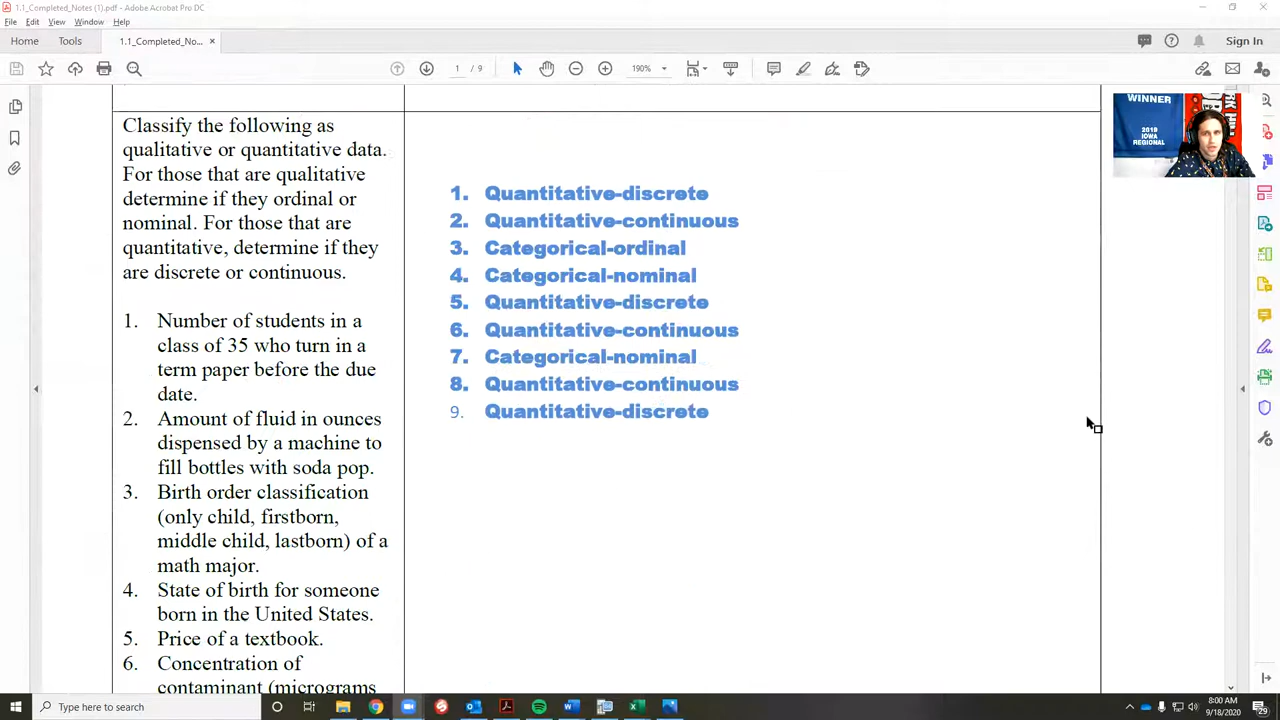 1.1_Completed_Notes (1).pdf - Adobe Acrobat Pro DC
File Edit View Window Help
Home Tools 1.1_Completed_No... × Sign In
1 / 9 190%
WINNER
2019
IOWA
REGIONAL
Classify the following as
qualitative or quantitative data.
For those that are qualitative
determine if they ordinal or
nominal. For those that are
quantitative, determine if they
are discrete or continuous.
1. Number of students in a
class of 35 who turn in a
term paper before the due
date.
2. Amount of fluid in ounces
dispensed by a machine to
fill bottles with soda pop.
3. Birth order classification
(only child, firstborn,
middle child, lastborn) of a
math major.
4. State of birth for someone
born in the United States.
5. Price of a textbook.
6. Concentration of
contaminant (micrograms
1. Quantitative-discrete
2. Quantitative-continuous
3. Categorical-ordinal
4. Categorical-nominal
5. Quantitative-discrete
6. Quantitative-continuous
7. Categorical-nominal
8. Quantitative-continuous
9. Quantitative-discrete
Type here to search
8:00 AM
9/18/2020
29